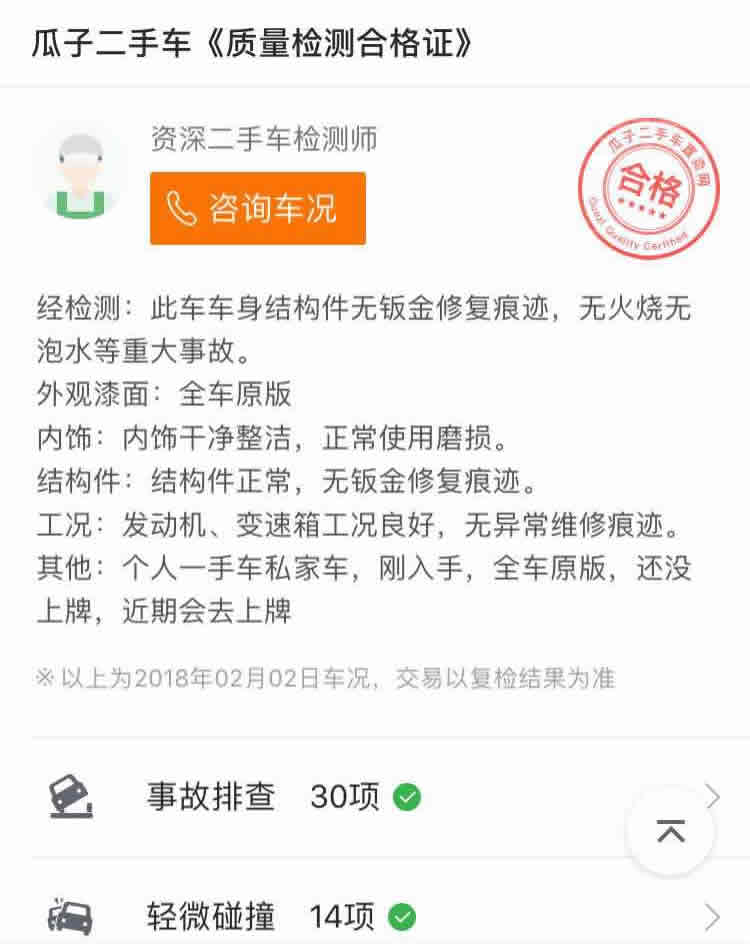 瓜子二手车《质量检测合格证》
资深二手车检测师
咨询车况
瓜子二手车直卖网
合格
Guazi Quality Certified
经检测：此车车身结构件无钣金修复痕迹，无火烧无
泡水等重大事故。
外观漆面：全车原版
内饰：内饰干净整洁，正常使用磨损。
结构件：结构件正常，无钣金修复痕迹。
工况：发动机、变速箱工况良好，无异常维修痕迹。
其他：个人一手车私家车，刚入手，全车原版，还没
上牌，近期会去上牌
※以上为2018年02月02日车况，交易以复检结果为准
事故排查 30项
轻微碰撞 14项